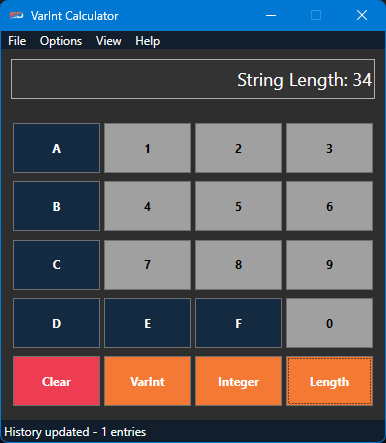 VarInt Calculator
File Options View Help
String Length: 34
A 1 2 3
B 4 5 6
C 7 8 9
D E F 0
Clear VarInt Integer Length
History updated - 1 entries